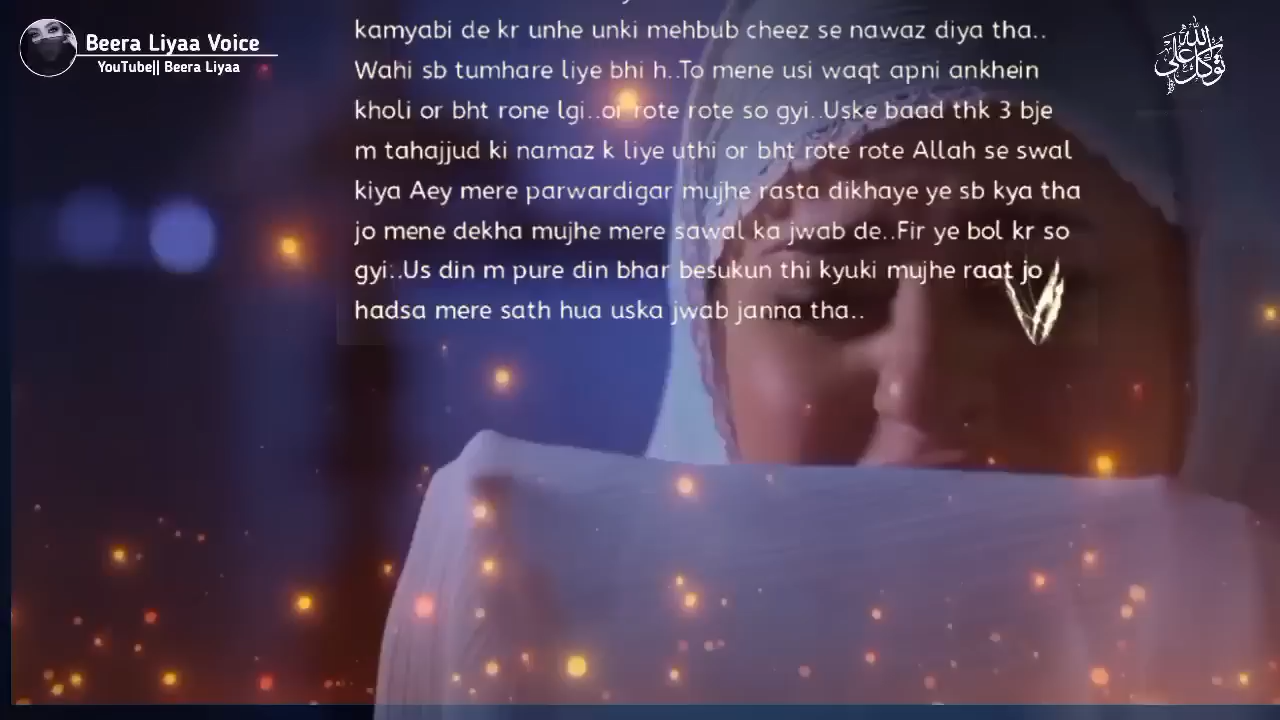 Beera Liyaa Voice
YouTube|| Beera Liyaa
kamyabi de kr unhe unki mehbub cheez se nawaz diya tha..
Wahi sb tumhare liye bhi h..To mene usi waqt apni ankhein
kholi or bht rone lgi..or rote rote so gyi..Uske baad thk 3 bje
m tahajjud ki namaz k liye uthi or bht rote rote Allah se swal
kiya Aey mere parwardigar mujhe rasta dikhaye ye sb kya tha
jo mene dekha mujhe mere sawal ka jwab de..Fir ye bol kr so
gyi..Us din m pure din bhar besukun thi kyuki mujhe raat jo
hadsa mere sath hua uska jwab janna tha..
توكل على الله